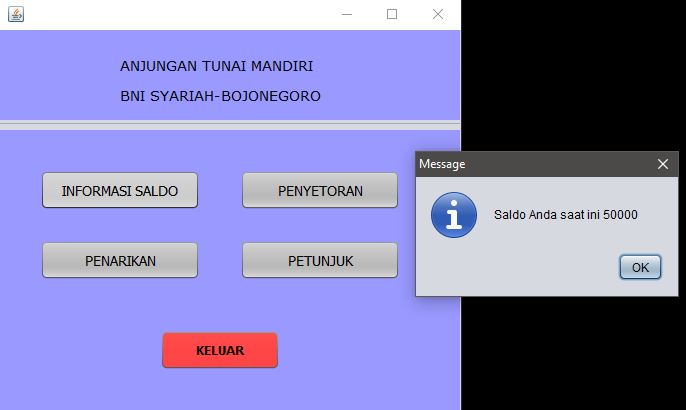 ANJUNGAN TUNAI MANDIRI
BNI SYARIAH-BOJONEGORO
INFORMASI SALDO
PENYETORAN
PENARIKAN
PETUNJUK
KELUAR
Message
Saldo Anda saat ini 50000
OK